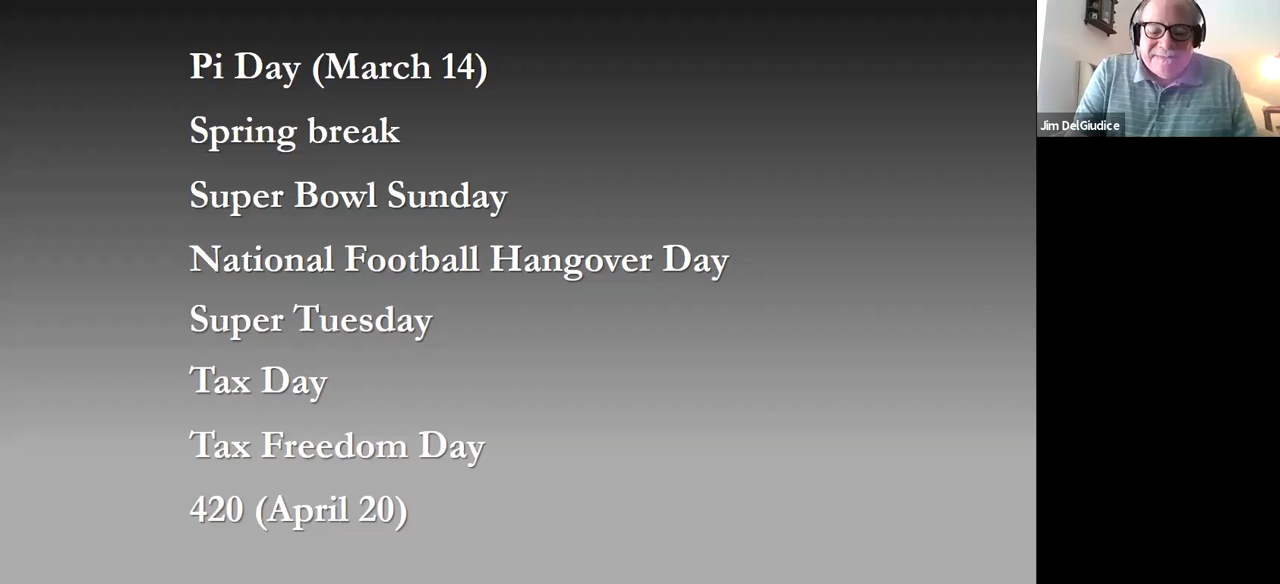 Pi Day (March 14)
Spring break
Super Bowl Sunday
National Football Hangover Day
Super Tuesday
Tax Day
Tax Freedom Day
420 (April 20)
Jim DelGiudice